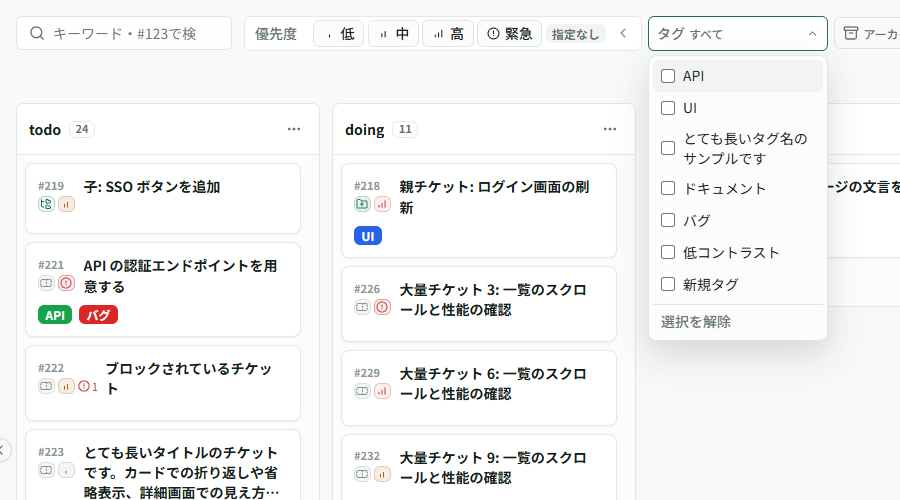 キーワード・#123で検
優先度 低 中 高 緊急 指定なし
タグ すべて
アーカ
API
UI
とても長いタグ名の
サンプルです
ドキュメント
バグ
低コントラスト
新規タグ
選択を解除
todo 24
#219 子: SSO ボタンを追加
#221 API の認証エンドポイントを用
意する
API バグ
#222 ブロックされているチケッ
ト
1
#223 とても長いタイトルのチケット
です。カードでの折り返しや省
略表示、詳細画面での見え方…
doing 11
#218 親チケット: ログイン画面の刷
新
UI
#226 大量チケット 3: 一覧のスクロ
ールと性能の確認
#229 大量チケット 6: 一覧のスクロ
ールと性能の確認
#232 大量チケット 9: 一覧のスクロ
ールと性能の確認
ージの文言を